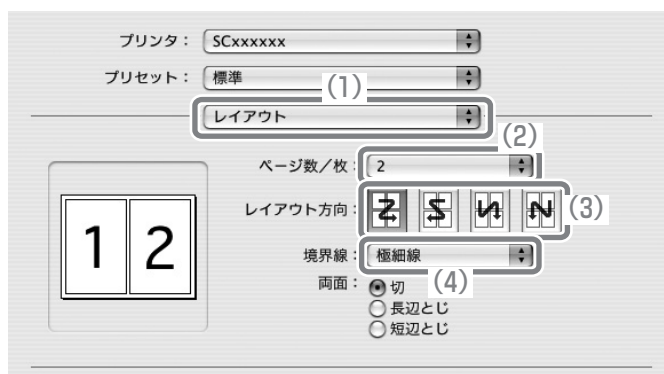 プリンタ： SCxxxxxx
プリセット： 標準
(1)
レイアウト
(2)
ページ数／枚： 2
レイアウト方向： (3)
境界線： 極細線
(4)
両面： 切
長辺とじ
短辺とじ
1 2